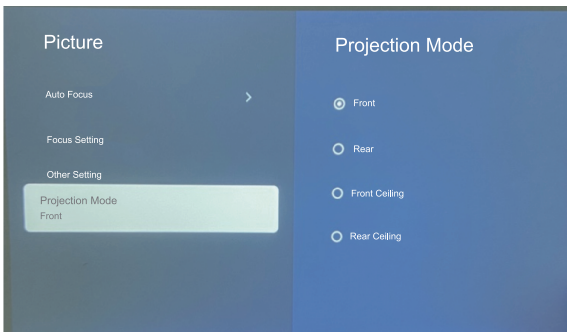 Picture
Auto Focus
Focus Setting
Other Setting
Projection Mode
Front
Projection Mode
Front
Rear
Front Ceiling
Rear Ceiling